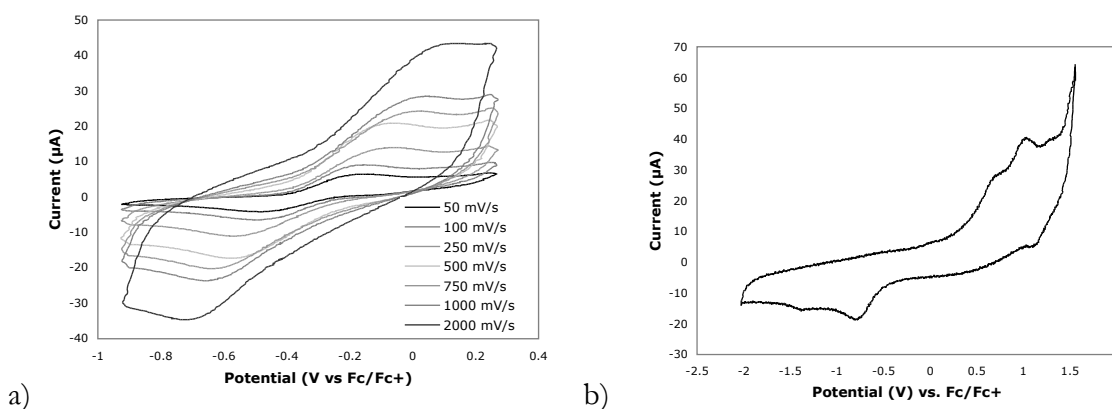 50
40
30
20
10
0
-10
-20
-30
-40
Current (µA)
50 mV/s
100 mV/s
250 mV/s
500 mV/s
750 mV/s
1000 mV/s
2000 mV/s
-1 -0.8 -0.6 -0.4 -0.2 0 0.2 0.4
Potential (V vs Fc/Fc+)
a)
70
60
50
40
30
20
10
0
-10
-20
-30
Current (µA)
-2.5 -2 -1.5 -1 -0.5 0 0.5 1 1.5
Potential (V) vs. Fc/Fc+
b)